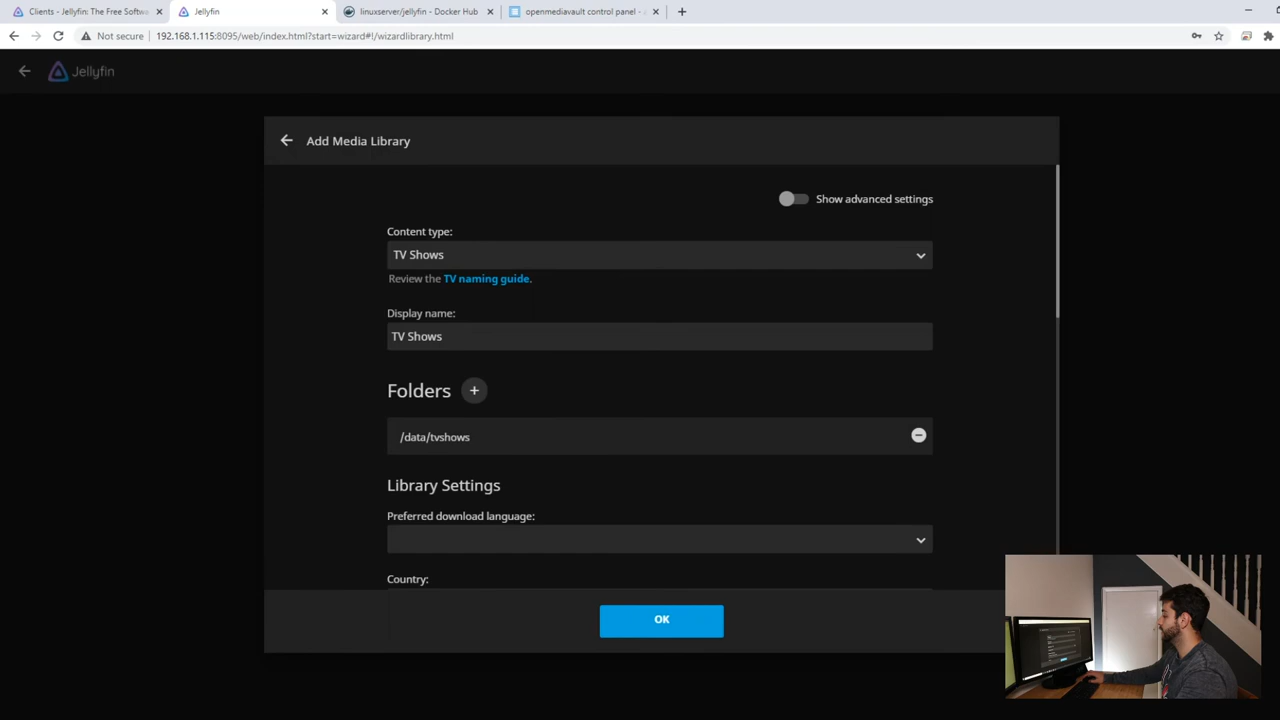 Clients - Jellyfin: The Free Softw
Jellyfin
linuxserver/jellyfin - Docker Hub
openmediavault control panel -
Not secure
192.168.1.115:8095/web/index.html?start=wizard#!/wizardlibrary.html
Jellyfin
Add Media Library
Show advanced settings
Content type:
TV Shows
Review the TV naming guide.
Display name:
TV Shows
Folders
/data/tvshows
Library Settings
Preferred download language:
Country:
OK